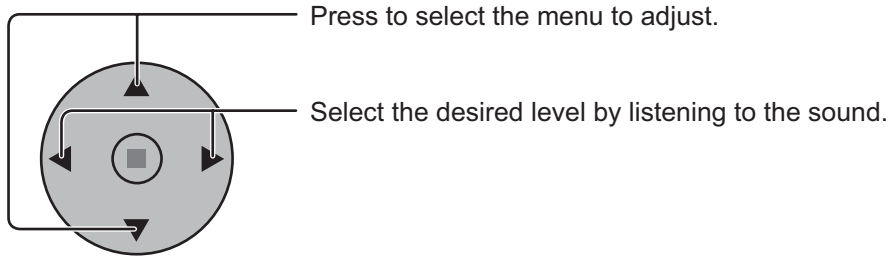 Press to select the menu to adjust.
Select the desired level by listening to the sound.